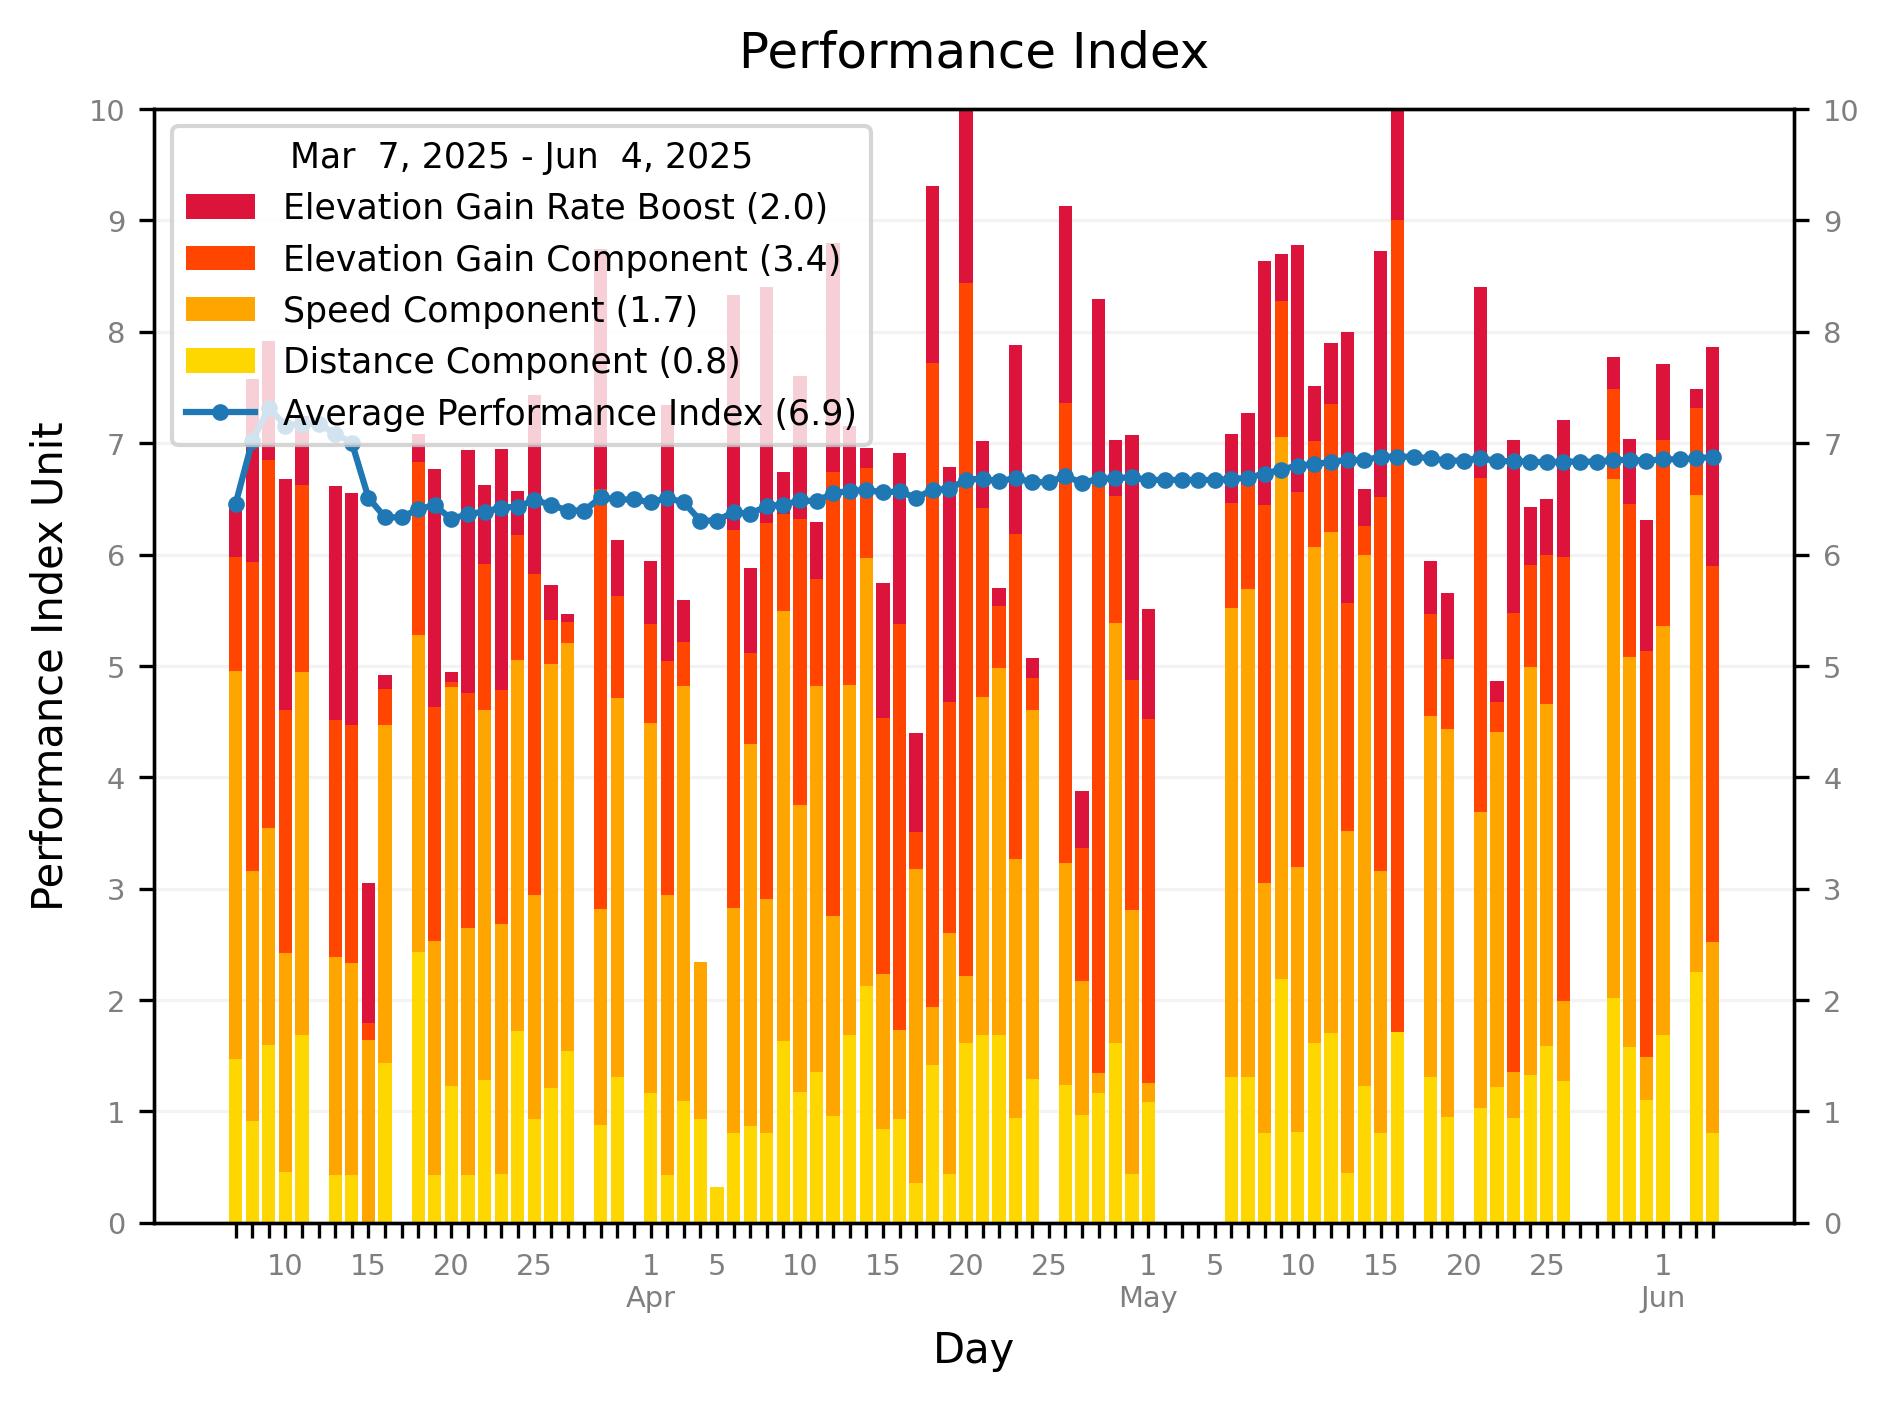 Performance Index
Mar  7, 2025 - Jun  4, 2025
Elevation Gain Rate Boost (2.0)
Elevation Gain Component (3.4)
Speed Component (1.7)
Distance Component (0.8)
Average Performance Index (6.9)
Performance Index Unit
10 10
9 9
8 8
7 7
6 6
5 5
4 4
3 3
2 2
1 1
0 0
10 15 20 25 1 5 10 15 20 25 1 5 10 15 20 25 1
Apr May Jun
Day